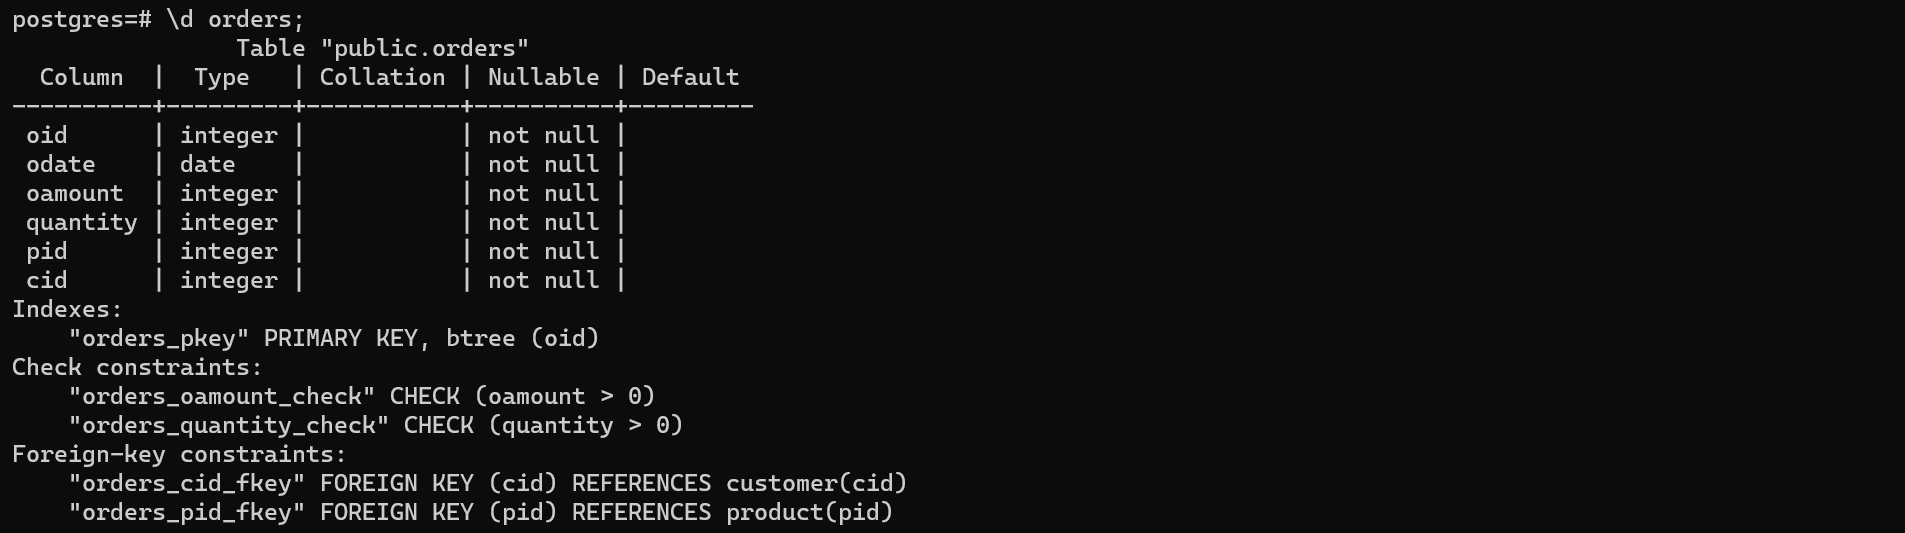 postgres=# \d orders;
                Table "public.orders"
  Column  |  Type   | Collation | Nullable | Default
----------+---------+-----------+----------+---------
 oid      | integer |           | not null |
 odate    | date    |           | not null |
 oamount  | integer |           | not null |
 quantity | integer |           | not null |
 pid      | integer |           | not null |
 cid      | integer |           | not null |
Indexes:
    "orders_pkey" PRIMARY KEY, btree (oid)
Check constraints:
    "orders_oamount_check" CHECK (oamount > 0)
    "orders_quantity_check" CHECK (quantity > 0)
Foreign-key constraints:
    "orders_cid_fkey" FOREIGN KEY (cid) REFERENCES customer(cid)
    "orders_pid_fkey" FOREIGN KEY (pid) REFERENCES product(pid)